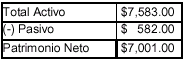 Total Activo $7,583.00
(-) Pasivo $ 582.00
Patrimonio Neto $7,001.00